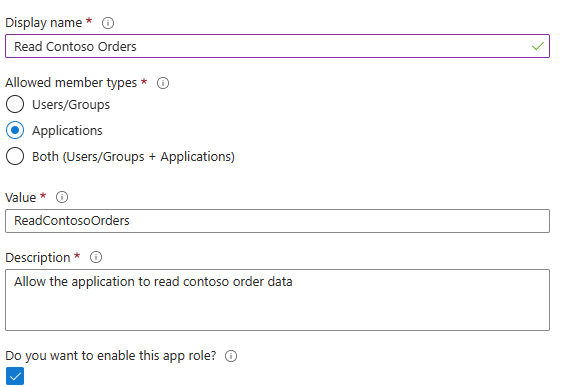 Display name *
Read Contoso Orders
Allowed member types *
Users/Groups
Applications
Both (Users/Groups + Applications)
Value *
ReadContosoOrders
Description *
Allow the application to read contoso order data
Do you want to enable this app role?